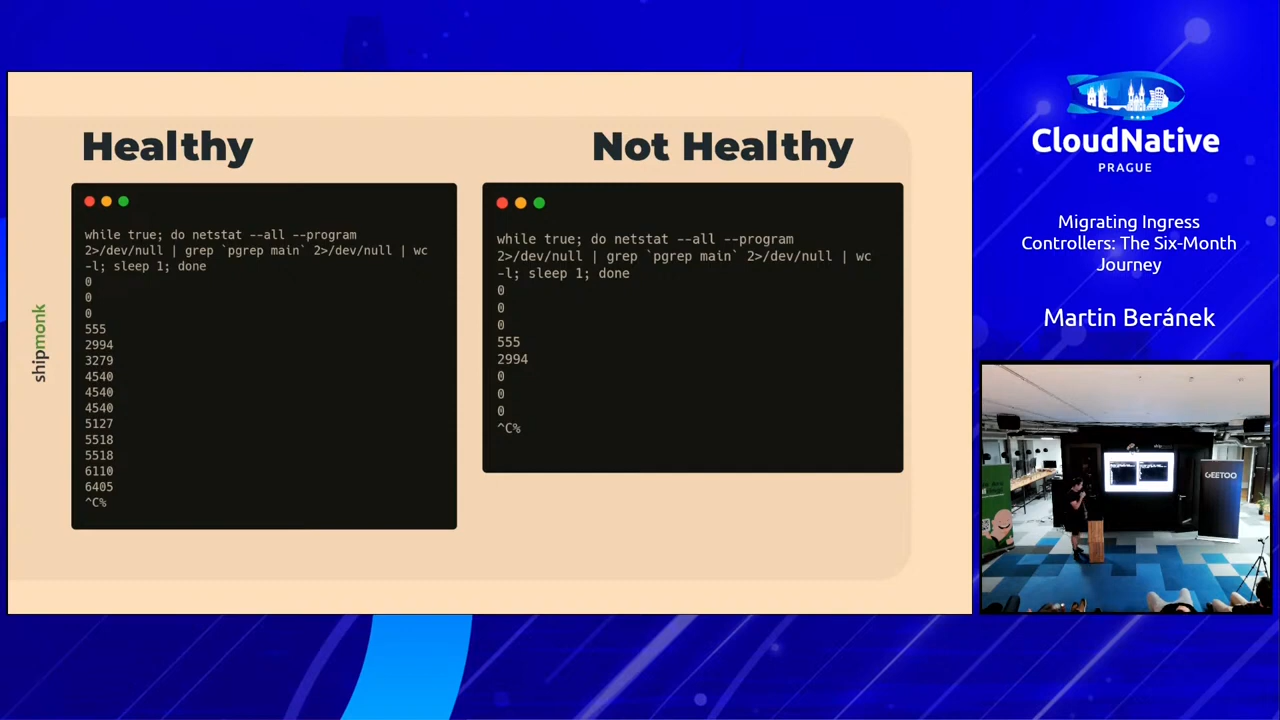 Healthy
while true; do netstat --all --program
2>/dev/null | grep `pgrep main` 2>/dev/null | wc
-l; sleep 1; done
0
0
0
555
2994
3279
4540
4540
4540
5127
5518
5518
6110
6405
^C%
Not Healthy
while true; do netstat --all --program
2>/dev/null | grep `pgrep main` 2>/dev/null | wc
-l; sleep 1; done
0
0
0
555
2994
0
0
0
^C%
shipmonk
CloudNative
PRAGUE
Migrating Ingress
Controllers: The Six-Month
Journey
Martin Beránek
GEETOO